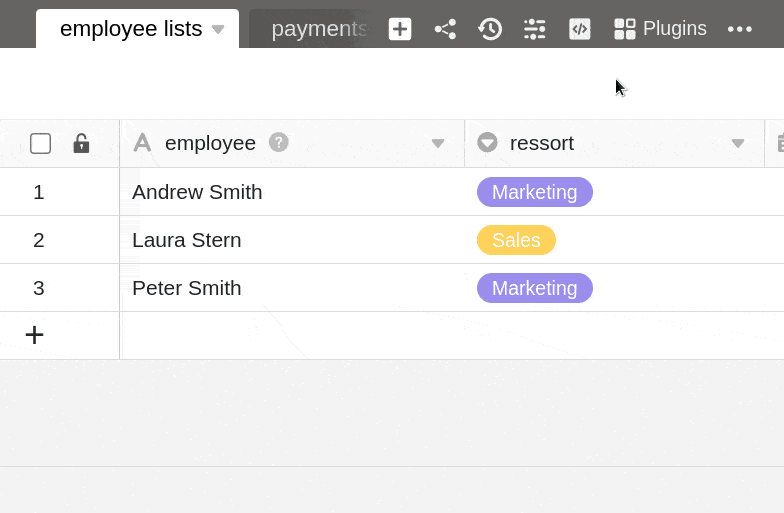 employee lists payments Plugins
employee ressort
1 Andrew Smith Marketing
2 Laura Stern Sales
3 Peter Smith Marketing